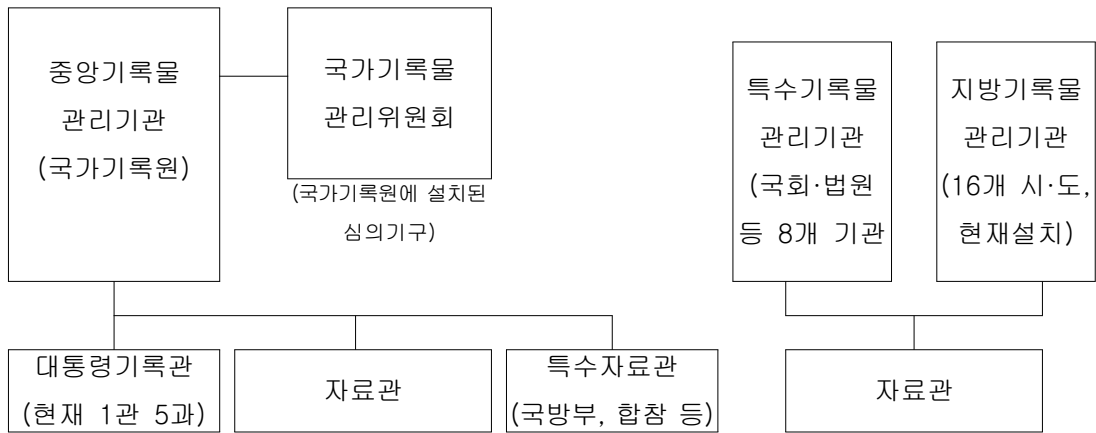 중앙기록물
관리기관
(국가기록원)
국가기록물
관리위원회
(국가기록원에 설치된
심의기구)
특수기록물
관리기관
(국회·법원
등 8개 기관
지방기록물
관리기관
(16개 시·도,
현재설치)
대통령기록관
(현재 1관 5과)
자료관
특수자료관
(국방부, 합참 등)
자료관